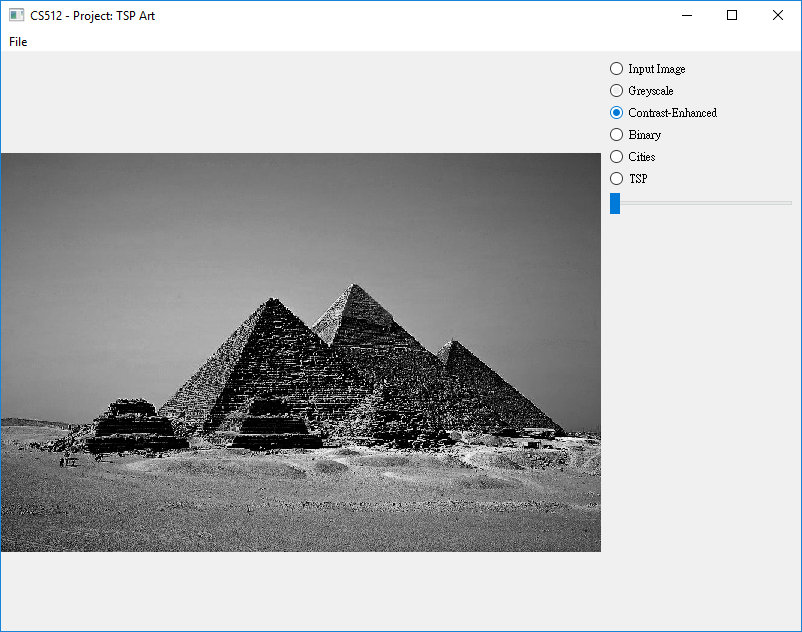 CS512 - Project: TSP Art
File
Input Image
Greyscale
Contrast-Enhanced
Binary
Cities
TSP